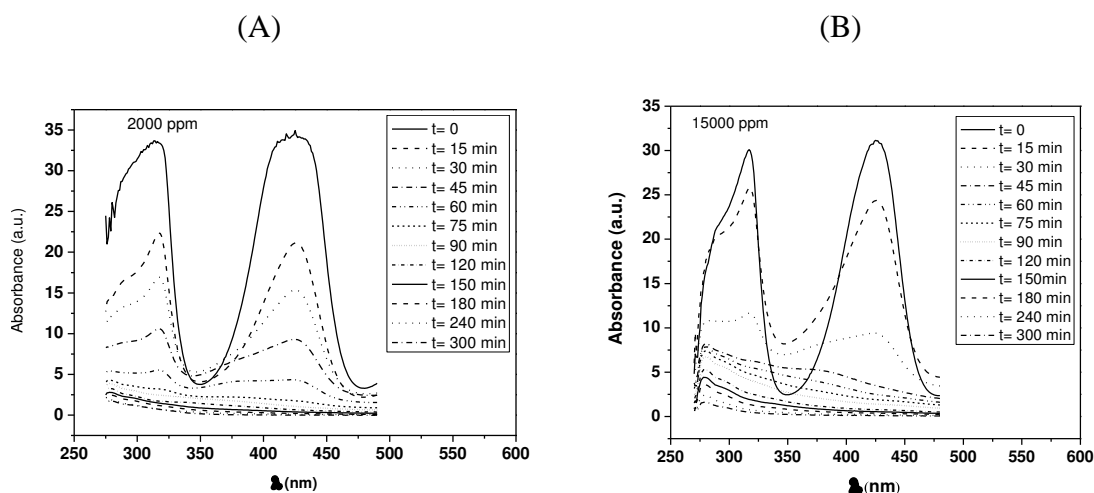 (A)
(B)
2000 ppm
35
30
25
20
15
10
5
0
Absorbance (a.u.)
t= 0
t= 15 min
t= 30 min
t= 45 min
t= 60 min
t= 75 min
t= 90 min
t= 120 min
t= 150 min
t= 180 min
t= 240 min
t= 300 min
250 300 350 400 450 500 550 600
(nm)
15000 ppm
35
30
25
20
15
10
5
0
Absorbance (a.u.)
t= 0
t= 15 min
t= 30 min
t= 45 min
t= 60 min
t= 75 min
t= 90 min
t= 120 min
t= 150min
t= 180 min
t= 240 min
t= 300 min
250 300 350 400 450 500 550 600
(nm)